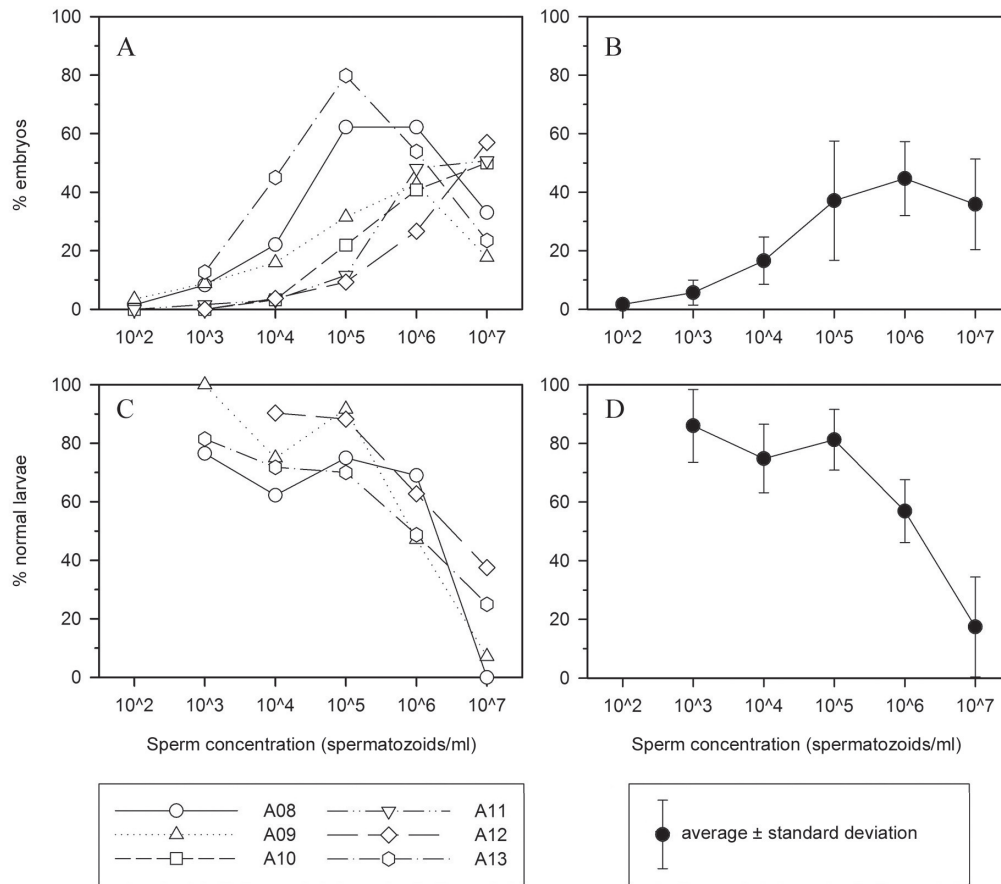 A
B
% embryos
100
80
60
40
20
0
10^2 10^3 10^4 10^5 10^6 10^7
100
80
60
40
20
0
10^2 10^3 10^4 10^5 10^6 10^7
C
D
% normal larvae
100
80
60
40
20
0
10^2 10^3 10^4 10^5 10^6 10^7
Sperm concentration (spermatozoids/ml)
100
80
60
40
20
0
10^2 10^3 10^4 10^5 10^6 10^7
Sperm concentration (spermatozoids/ml)
A08 A11
A09 A12
A10 A13
average ± standard deviation